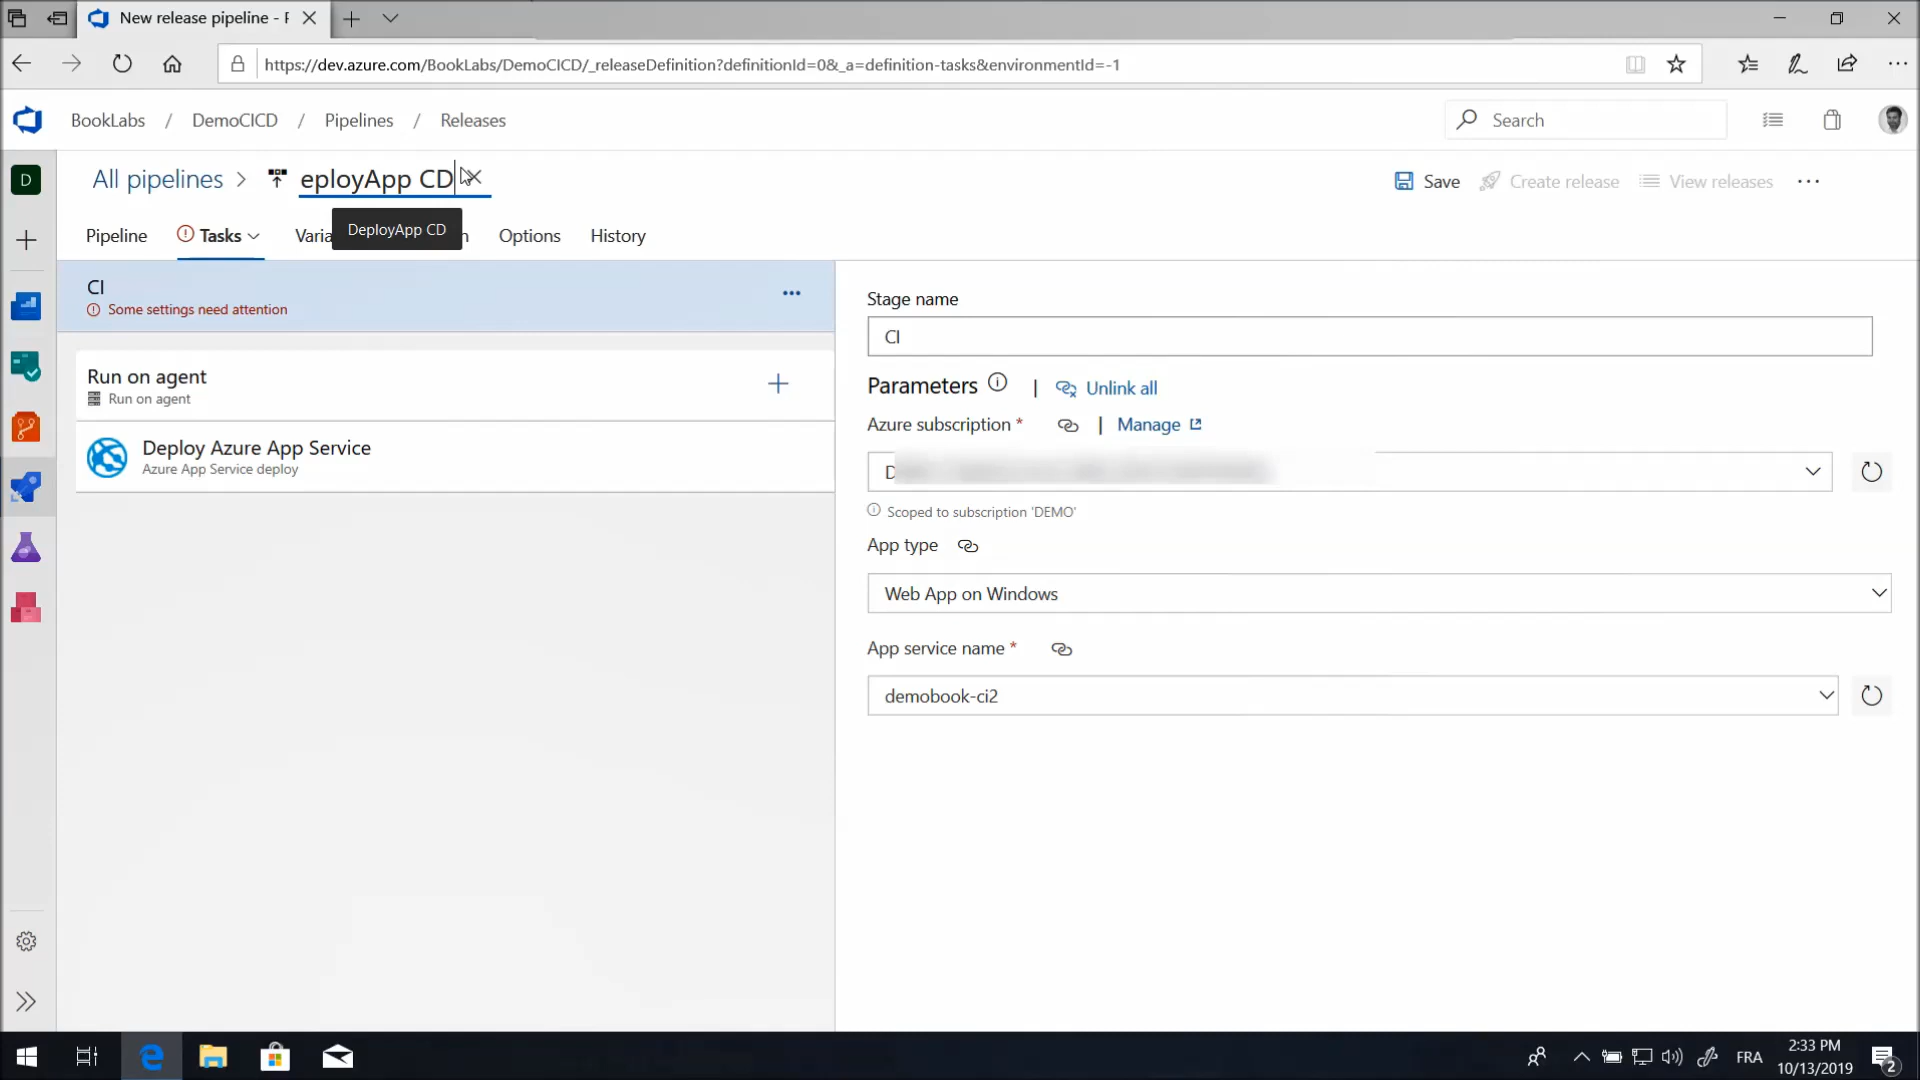 New release pipeline - F
https://dev.azure.com/BookLabs/DemoCICD/_releaseDefinition?definitionId=0&_a=definition-tasks&environmentId=-1
BookLabs / DemoCICD / Pipelines / Releases
Search
D
All pipelines
eployApp CD
Save
Create release
View releases
Pipeline
Tasks
Varia
DeployApp CD
Options
History
CI
Some settings need attention
Run on agent
Run on agent
Deploy Azure App Service
Azure App Service deploy
Stage name
CI
Parameters | Unlink all
Azure subscription * | Manage
Scoped to subscription 'DEMO'
App type
Web App on Windows
App service name *
demobook-ci2
FRA
2:33 PM
10/13/2019
2